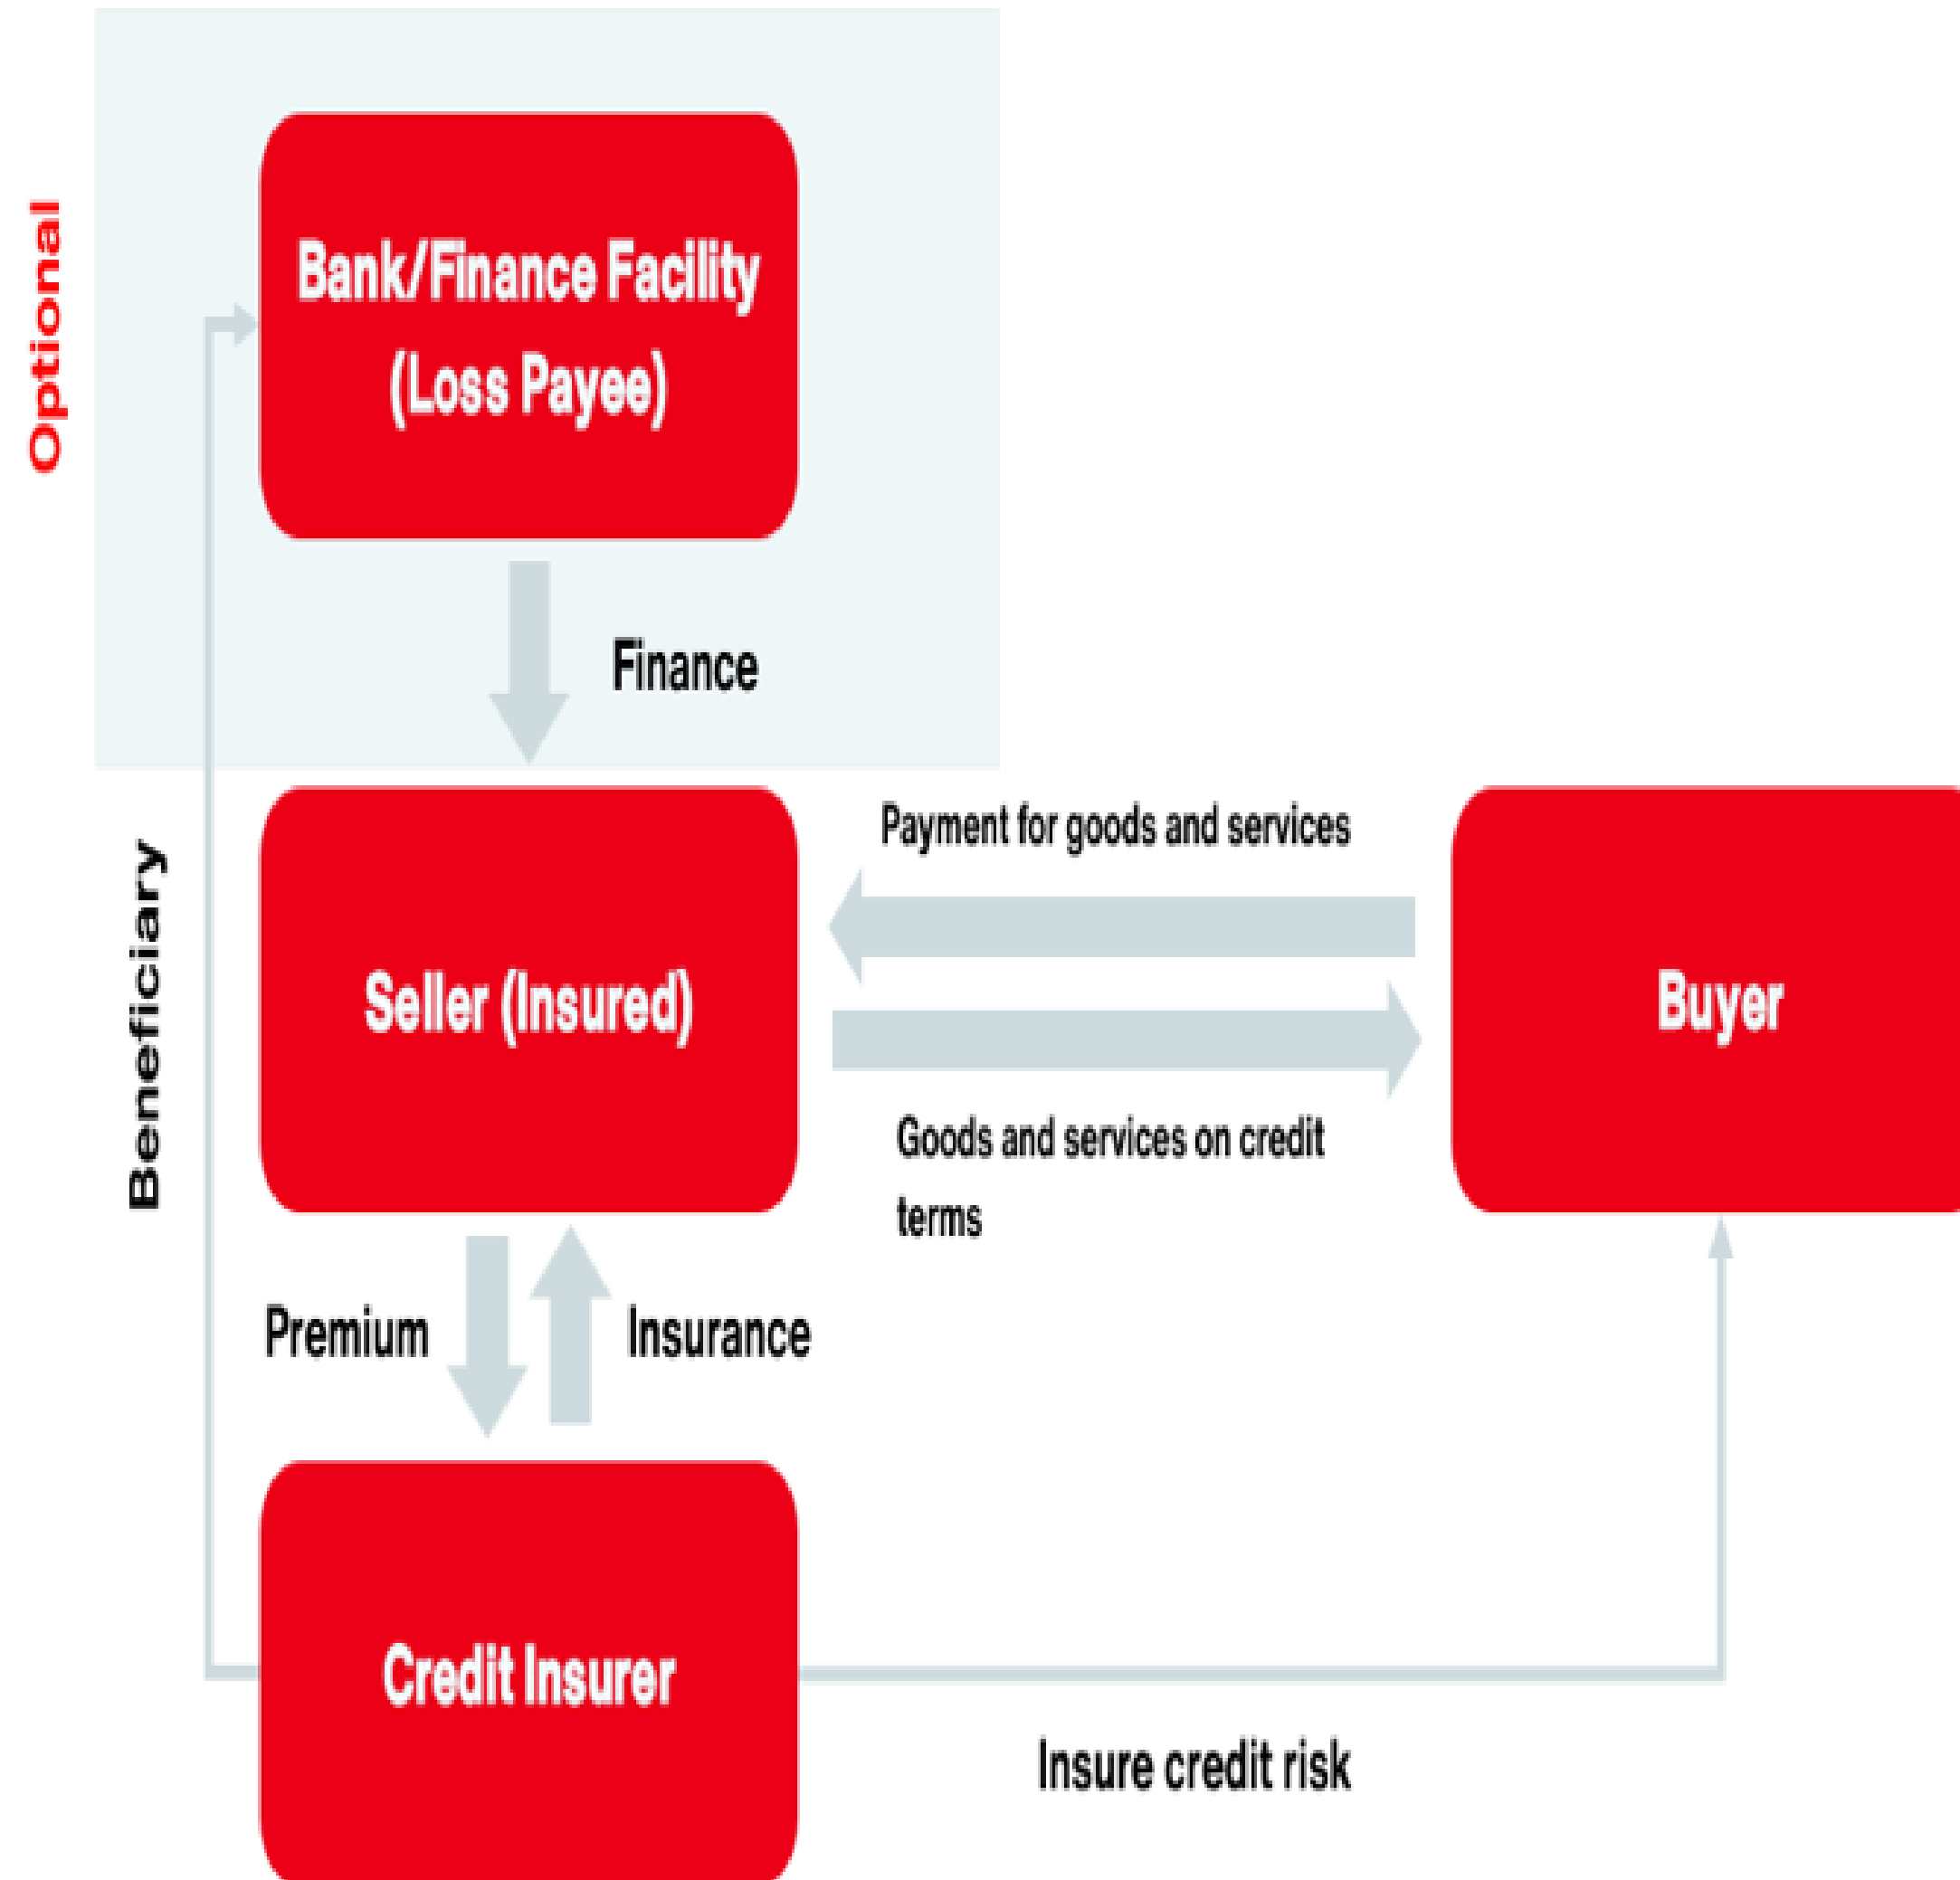 Optional
Bank/Finance Facility
(Loss Payee)
Finance
Beneficiary
Payment for goods and services
Seller (Insured)
Buyer
Goods and services on credit
terms
Premium
Insurance
Credit Insurer
Insure credit risk